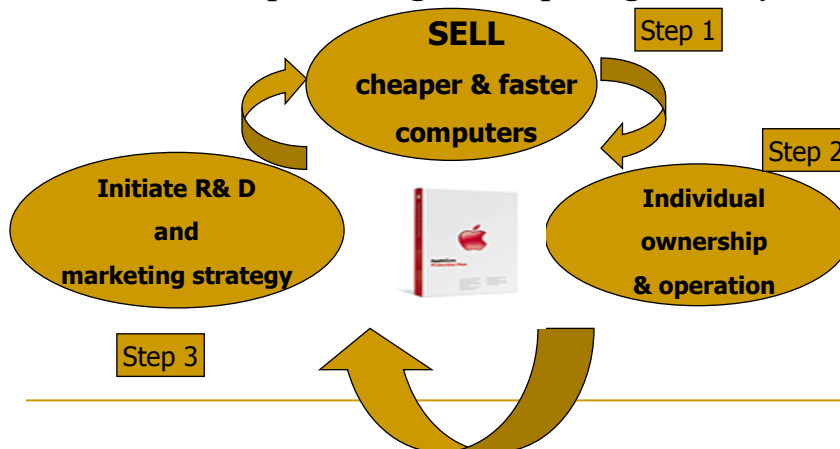 SELL
cheaper & faster
computers
Step 1
Step 2
Individual
ownership
& operation
Initiate R& D
and
marketing strategy
Step 3